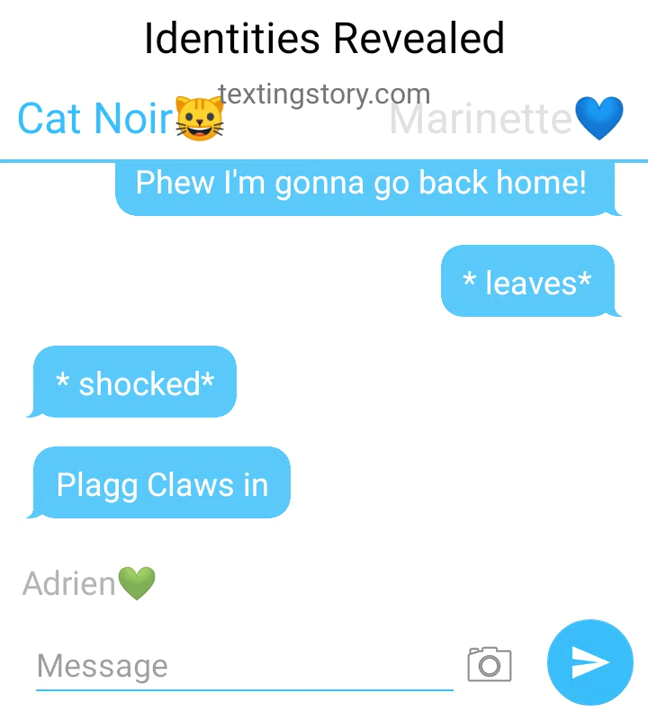 Identities Revealed
textingstory.com
Cat Noir😺 Marinette💙
Phew I'm gonna go back home!
* leaves*
* shocked*
Plagg Claws in
Adrien💚
Message